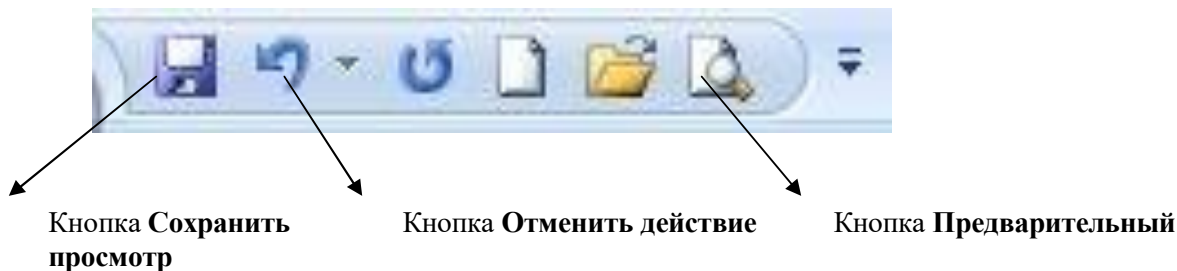 Кнопка Сохранить Кнопка Отменить действие Кнопка Предварительный
просмотр